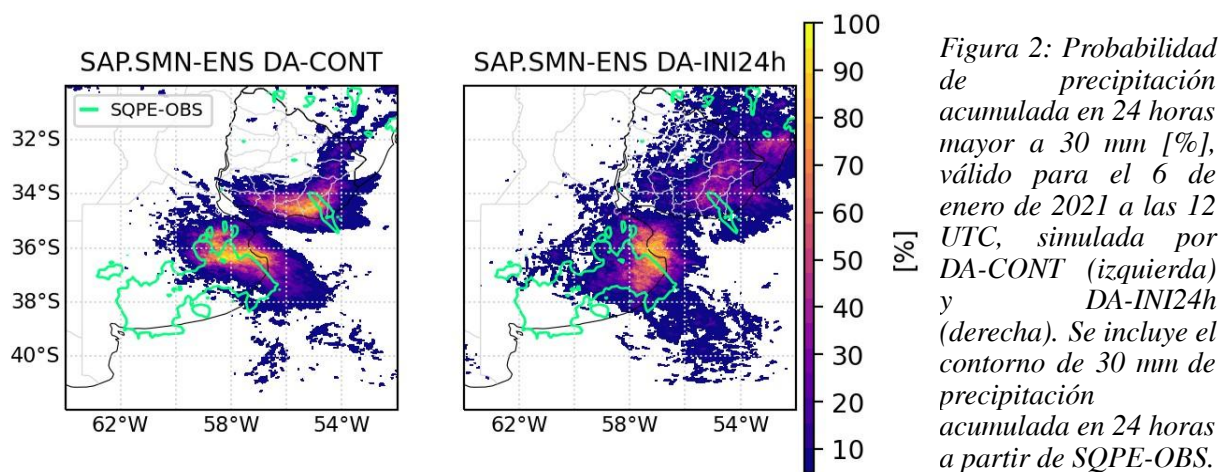 SAP.SMN-ENS DA-CONT
SQPE-OBS
32°S
34°S
36°S
38°S
40°S
62°W 58°W 54°W
SAP.SMN-ENS DA-INI24h
62°W 58°W 54°W
100
90
80
70
60
50
40
30
20
10
[%]
Figura 2: Probabilidad
de precipitación
acumulada en 24 horas
mayor a 30 mm [%],
válido para el 6 de
enero de 2021 a las 12
UTC, simulada por
DA-CONT (izquierda)
y DA-INI24h
(derecha). Se incluye el
contorno de 30 mm de
precipitación
acumulada en 24 horas
a partir de SQPE-OBS.